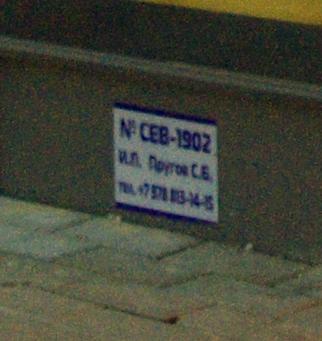 № СЕВ-1902
И.П. Пругов С.Б.
тел. +7 978 813-14-15